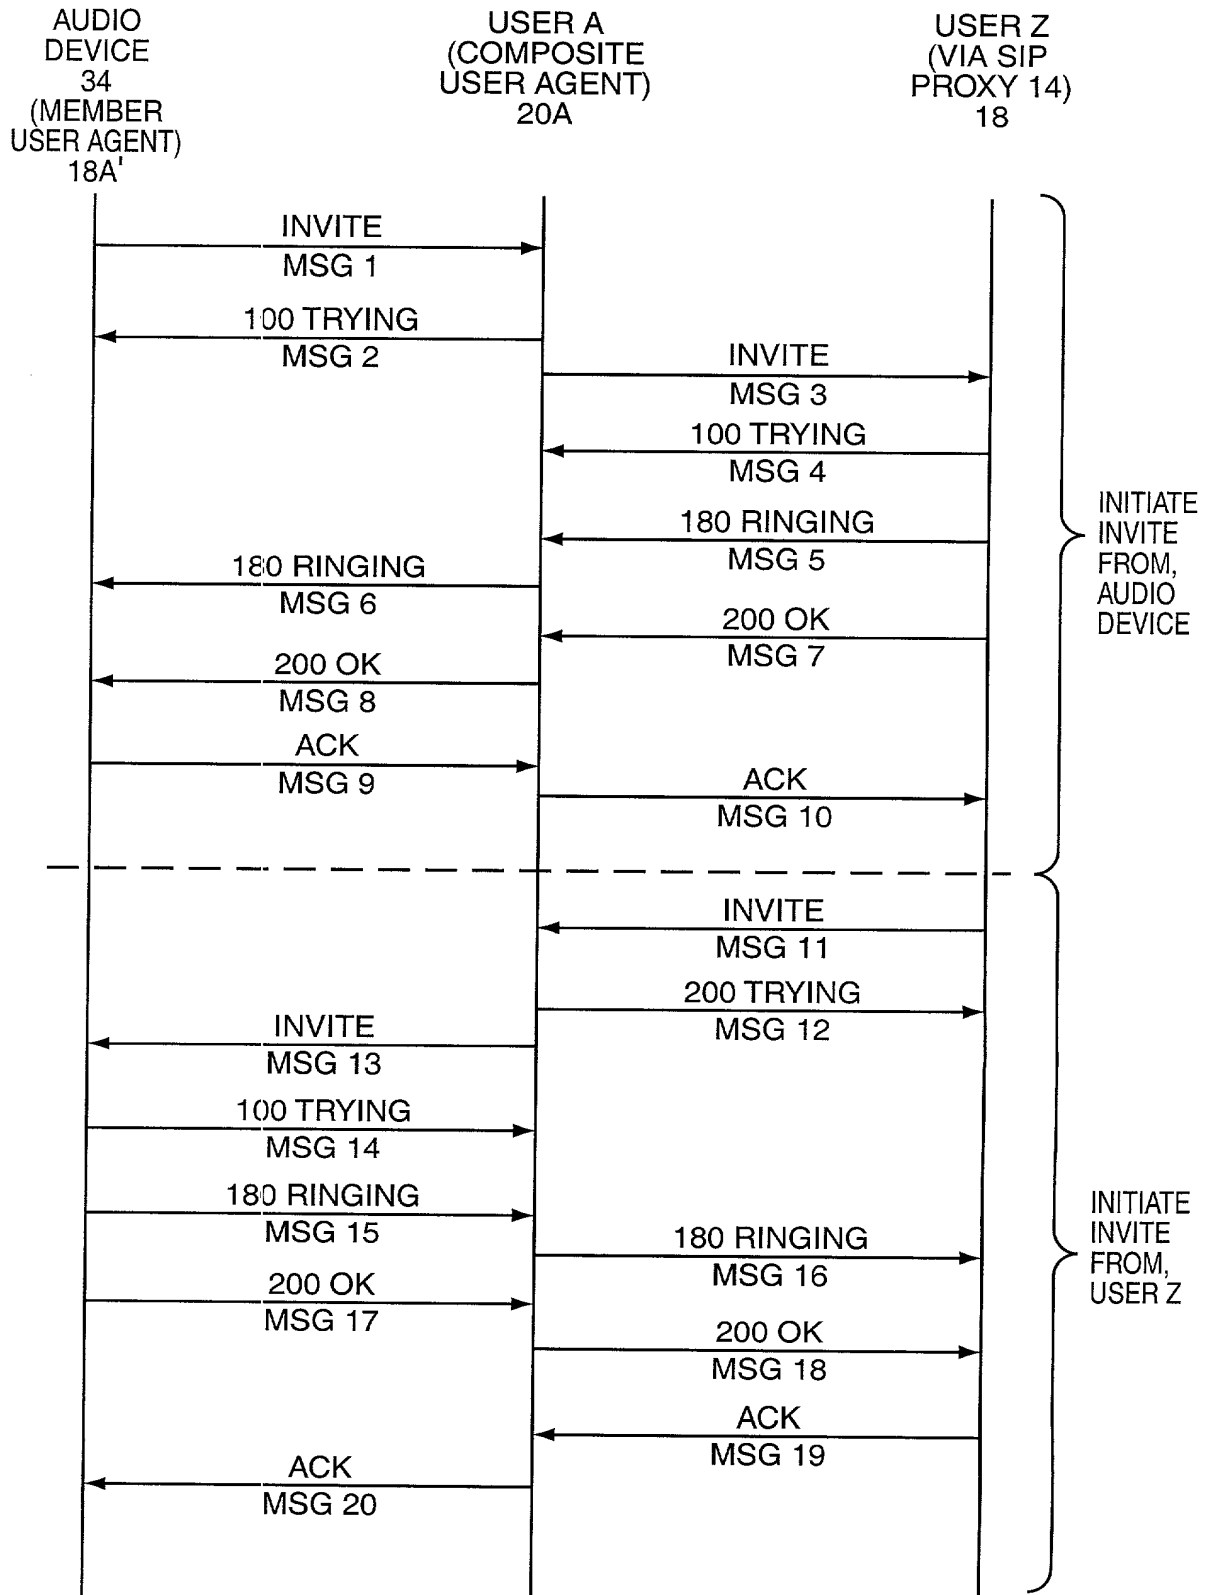 AUDIO
DEVICE
34
(MEMBER
USER AGENT)
18A'
USER A
(COMPOSITE
USER AGENT)
20A
USER Z
(VIA SIP
PROXY 14)
18
INVITE
MSG 1
100 TRYING
MSG 2
INVITE
MSG 3
100 TRYING
MSG 4
180 RINGING
MSG 5
180 RINGING
MSG 6
200 OK
MSG 7
200 OK
MSG 8
ACK
MSG 9
ACK
MSG 10
INITIATE
INVITE
FROM,
AUDIO
DEVICE
INVITE
MSG 11
200 TRYING
MSG 12
INVITE
MSG 13
100 TRYING
MSG 14
180 RINGING
MSG 15
180 RINGING
MSG 16
200 OK
MSG 17
200 OK
MSG 18
ACK
MSG 19
ACK
MSG 20
INITIATE
INVITE
FROM,
USER Z